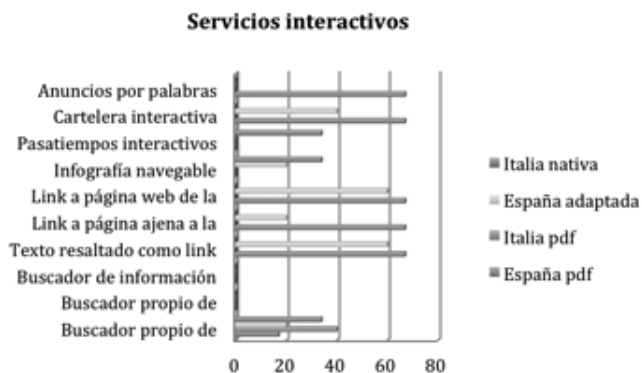 Servicios interactivos
Anuncios por palabras
Cartelera interactiva
Pasatiempos interactivos
Infografía navegable
Link a página web de la
Link a página ajena a la
Texto resaltado como link
Buscador de información
Buscador propio de
Buscador propio de
0 20 40 60 80
Italia nativa
España adaptada
Italia pdf
España pdf